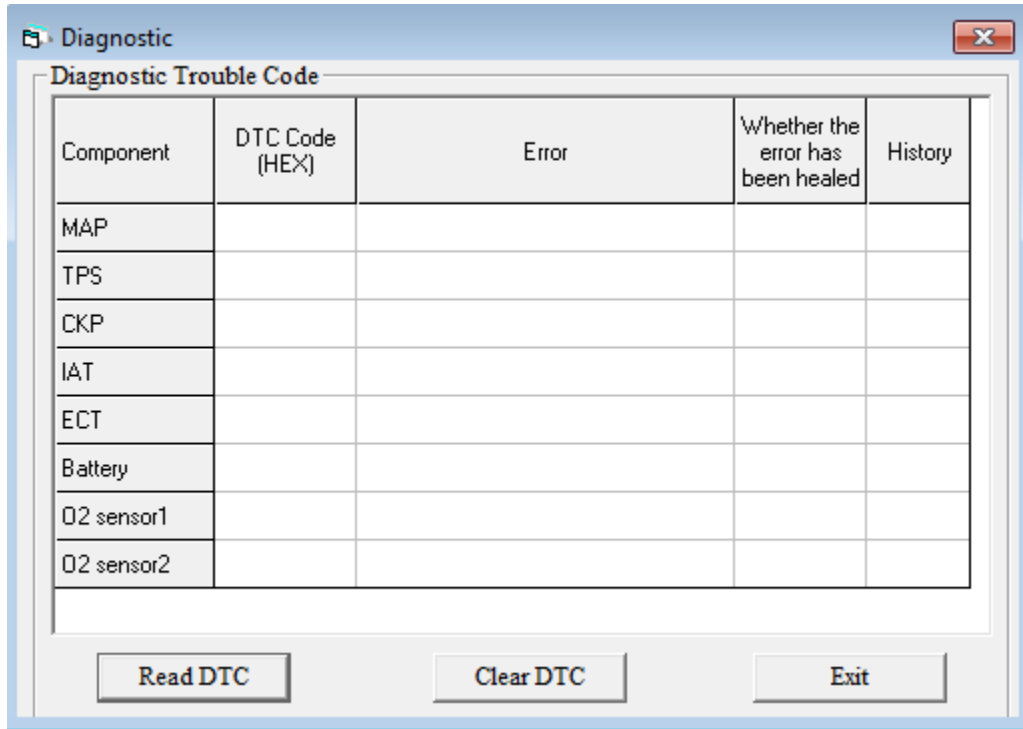 Diagnostic
Diagnostic Trouble Code
Component
DTC Code
(HEX)
Error
Whether the
error has
been healed
History
MAP
TPS
CKP
IAT
ECT
Battery
O2 sensor1
O2 sensor2
Read DTC
Clear DTC
Exit